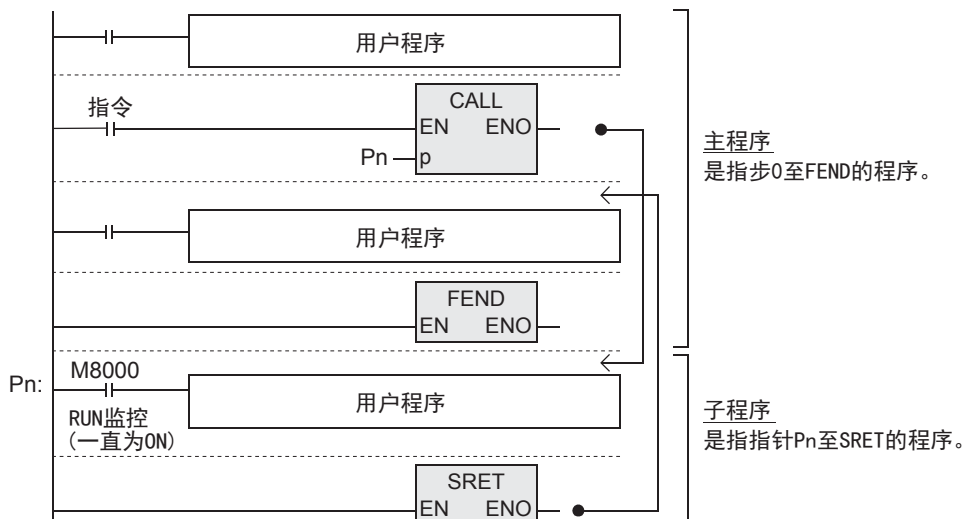 用户程序
指令
CALL
EN ENO
Pn p
主程序
是指步0至FEND的程序。
用户程序
FEND
EN ENO
Pn:
M8000
用户程序
RUN监控
(一直为ON)
子程序
是指指针Pn至SRET的程序。
SRET
EN ENO